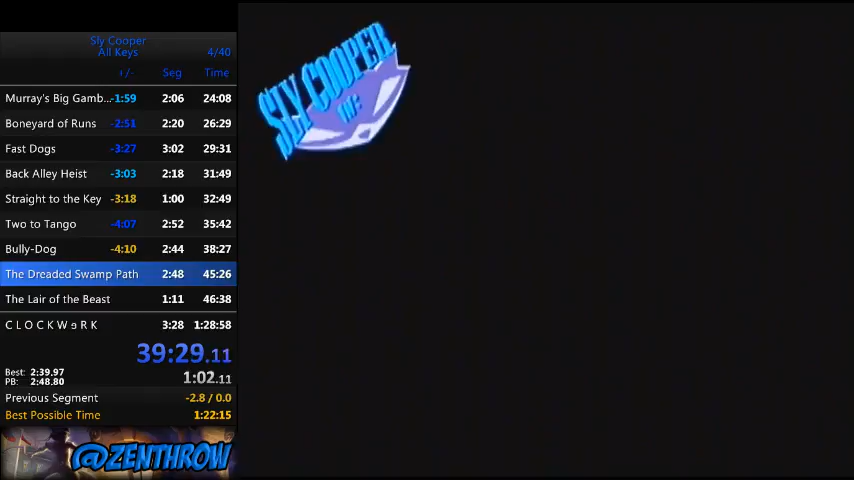 Sly Cooper
All Keys
4/40
+/- Seg Time
Murray's Big Gamb... -1:59 2:06 24:08
Boneyard of Runs -2:51 2:20 26:29
Fast Dogs -3:27 3:02 29:31
Back Alley Heist -3:03 2:18 31:49
Straight to the Key -3:18 1:00 32:49
Two to Tango -4:07 2:52 35:42
Bully-Dog -4:10 2:44 38:27
The Dreaded Swamp Path 2:48 45:26
The Lair of the Beast 1:11 46:38
C L O C K W ɘ R K 3:28 1:28:58
39:29.11
Best: 2:39.97
PB: 2:48.80
1:02.11
Previous Segment -2.8 / 0.0
Best Possible Time 1:22:15
@ZENTHROW
SLY COOPER